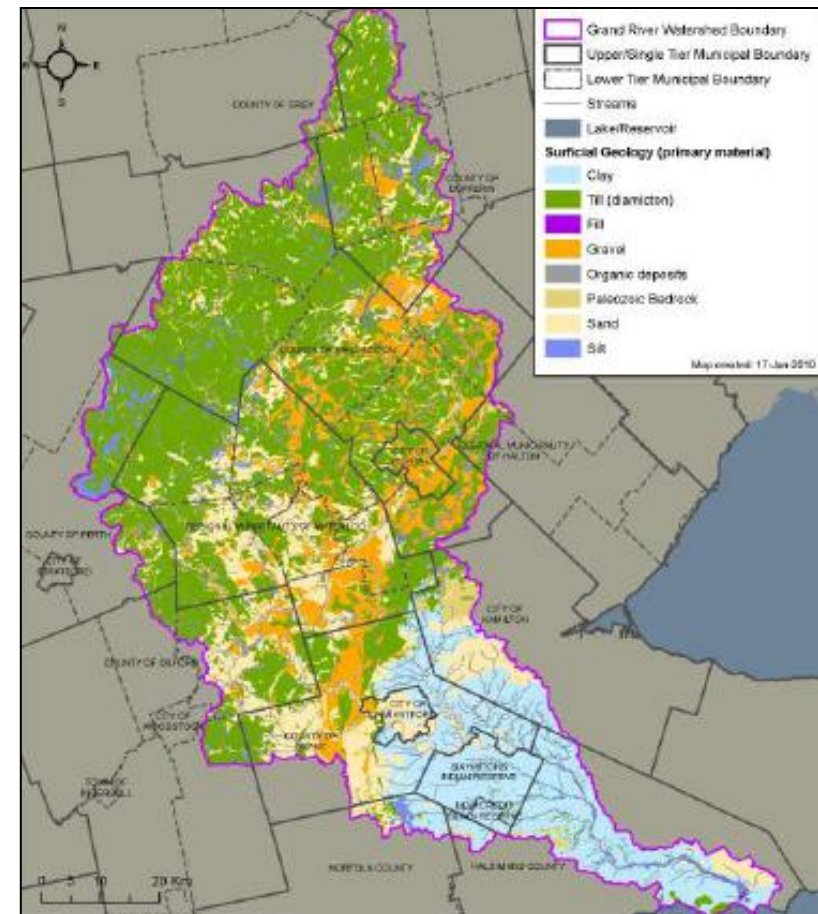 N
E
S
COUNTY OF GREY
COUNTY OF DUFFERIN
COUNTY OF WELLINGTON
REGIONAL MUNICIPALITY OF HALTON
COUNTY OF PERTH
CITY OF STRATFORD
REGIONAL MUNICIPALITY OF WATERLOO
CITY OF HAMILTON
COUNTY OF OXFORD
CITY OF WOODSTOCK
CITY OF BRANTFORD
COUNTY OF BRANT
TOWN OF INGERSOLL
SIX NATIONS INDIAN RESERVE
NORFOLK COUNTY
HALDIMAND COUNTY
0 5 10 20 Km
Grand River Watershed Boundary
Upper/Single Tier Municipal Boundary
Lower Tier Municipal Boundary
Streams
Lake/Reservoir
Surficial Geology (primary material)
Clay
Till (diamicton)
Fill
Gravel
Organic deposits
Paleozoic Bedrock
Sand
Silt
Map created: 17-Jun-2010